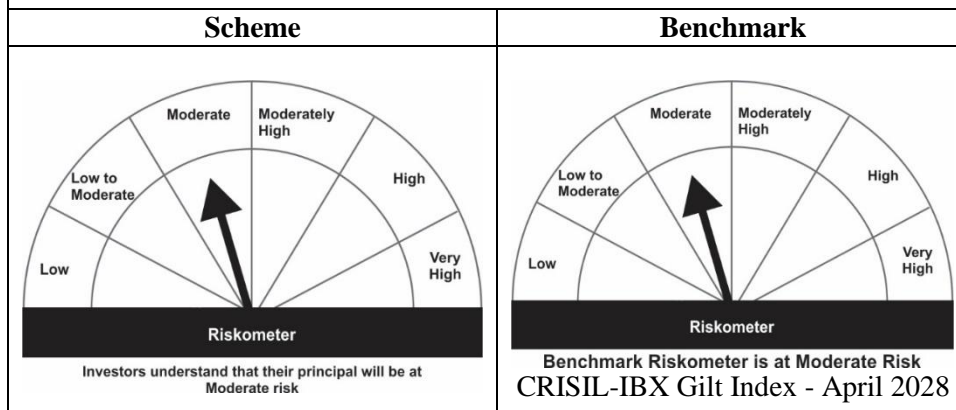 Scheme
Benchmark
Moderate
Moderately
High
Low to
Moderate
High
Low
Very
High
Riskometer
Investors understand that their principal will be at
Moderate risk
Moderate
Moderately
High
Low to
Moderate
High
Low
Very
High
Riskometer
Benchmark Riskometer is at Moderate Risk
CRISIL-IBX Gilt Index - April 2028